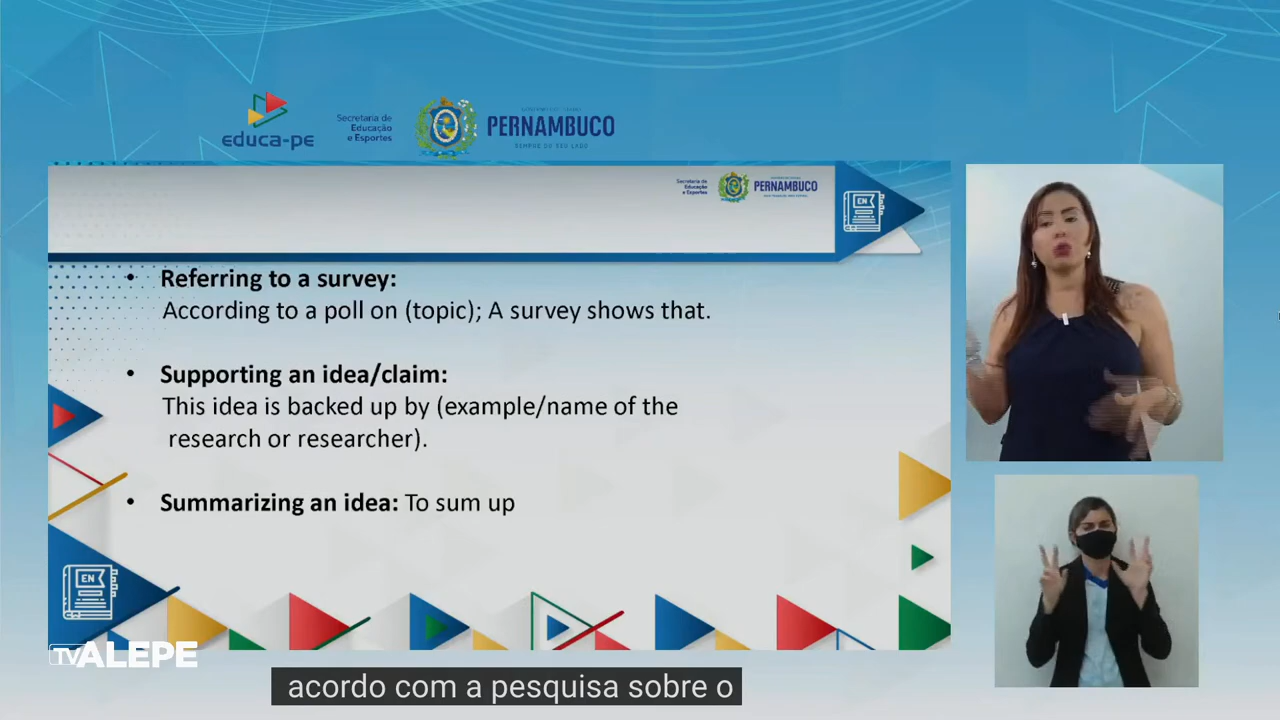 educa-pe
Secretaria de
Educação
e Esportes
PERNAMBUCO
Secretaria de
Educação
e Esportes
PERNAMBUCO
EN
• Referring to a survey:
According to a poll on (topic); A survey shows that.
• Supporting an idea/claim:
This idea is backed up by (example/name of the
research or researcher).
• Summarizing an idea: To sum up
EN
TV ALEPE
acordo com a pesquisa sobre o